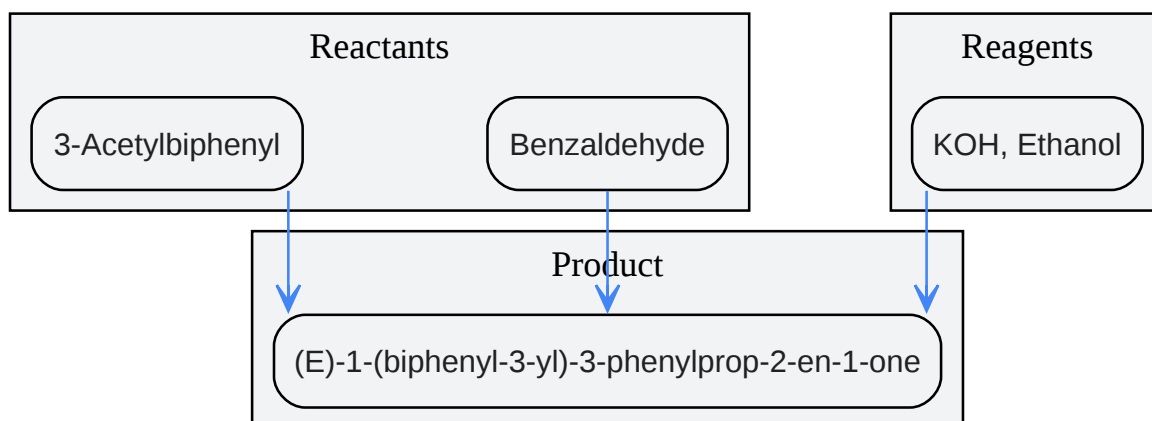 Reactants
Reagents
3-Acetylbiphenyl
Benzaldehyde
KOH, Ethanol
Product
(E)-1-(biphenyl-3-yl)-3-phenylprop-2-en-1-one